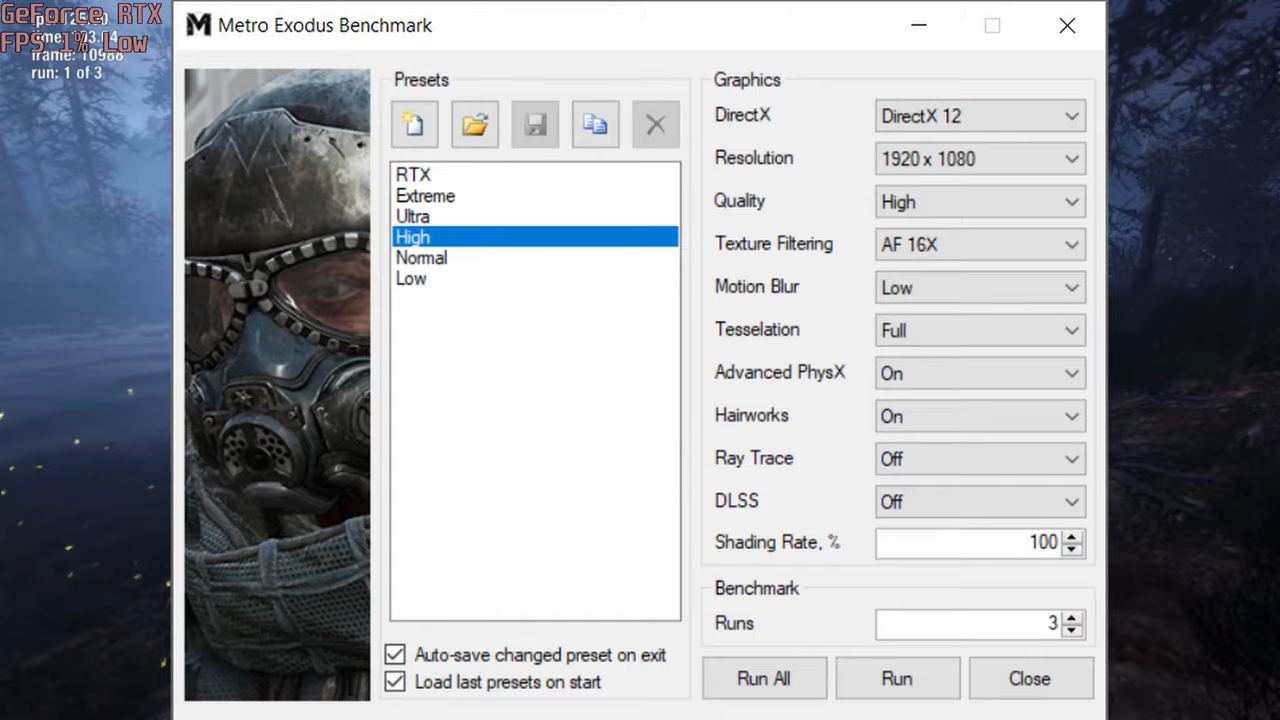 GeForce RTX
FPS 1% Low
frame: 10988
run: 1 of 3
Metro Exodus Benchmark
Presets
RTX
Extreme
Ultra
High
Normal
Low
Auto-save changed preset on exit
Load last presets on start
Graphics
DirectX DirectX 12
Resolution 1920 x 1080
Quality High
Texture Filtering AF 16X
Motion Blur Low
Tesselation Full
Advanced PhysX On
Hairworks On
Ray Trace Off
DLSS Off
Shading Rate, % 100
Benchmark
Runs 3
Run All Run Close